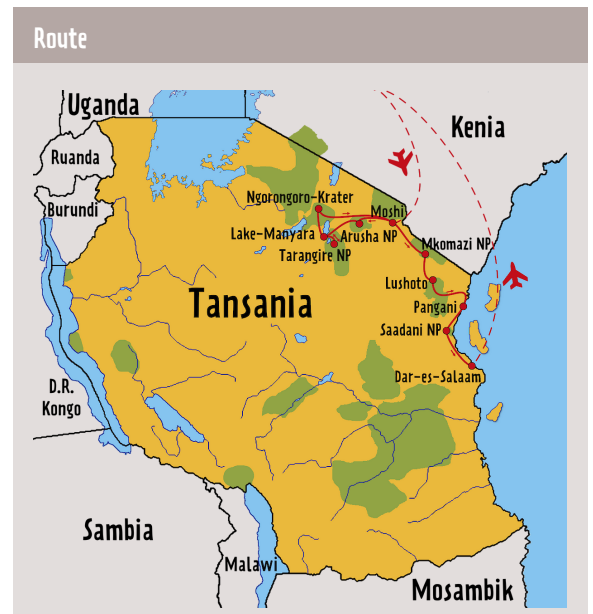 Route
Uganda
Kenia
Ruanda
Burundi
Ngorongoro-Krater
Moshi
Lake-Manyara
Arusha NP
Mkomazi NP
Tarangire NP
Lushoto
Tansania
Pangani
Saadani NP
Dar-es-Salaam
D.R.
Kongo
Sambia
Malawi
Mosambik